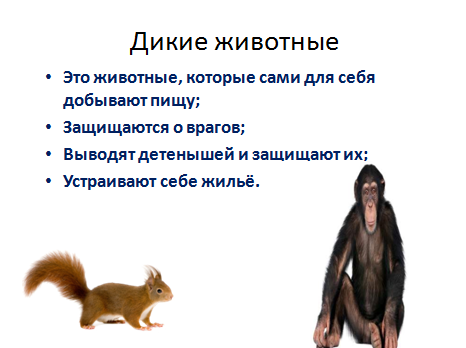 Дикие животные
• Это животные, которые сами для себя
добывают пищу;
• Защищаются о врагов;
• Выводят детенышей и защищают их;
• Устраивают себе жильё.